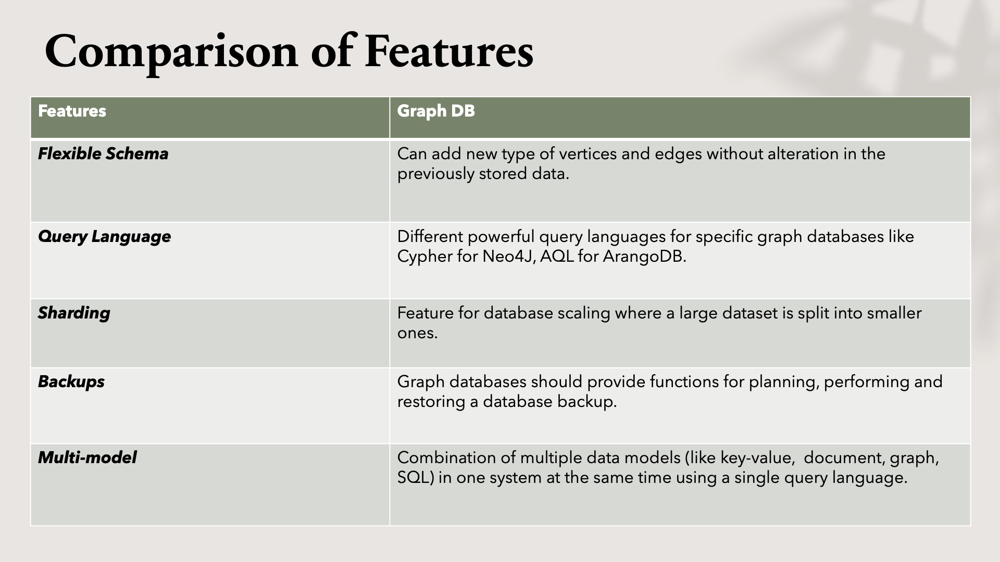 Comparison of Features
Features
Graph DB
Flexible Schema
Can add new type of vertices and edges without alteration in the
previously stored data.
Query Language
Different powerful query languages for specific graph databases like
Cypher for Neo4J, AQL for ArangoDB.
Sharding
Feature for database scaling where a large dataset is split into smaller
ones.
Backups
Graph databases should provide functions for planning, performing and
restoring a database backup.
Multi-model
Combination of multiple data models (like key-value,  document, graph,
SQL) in one system at the same time using a single query language.